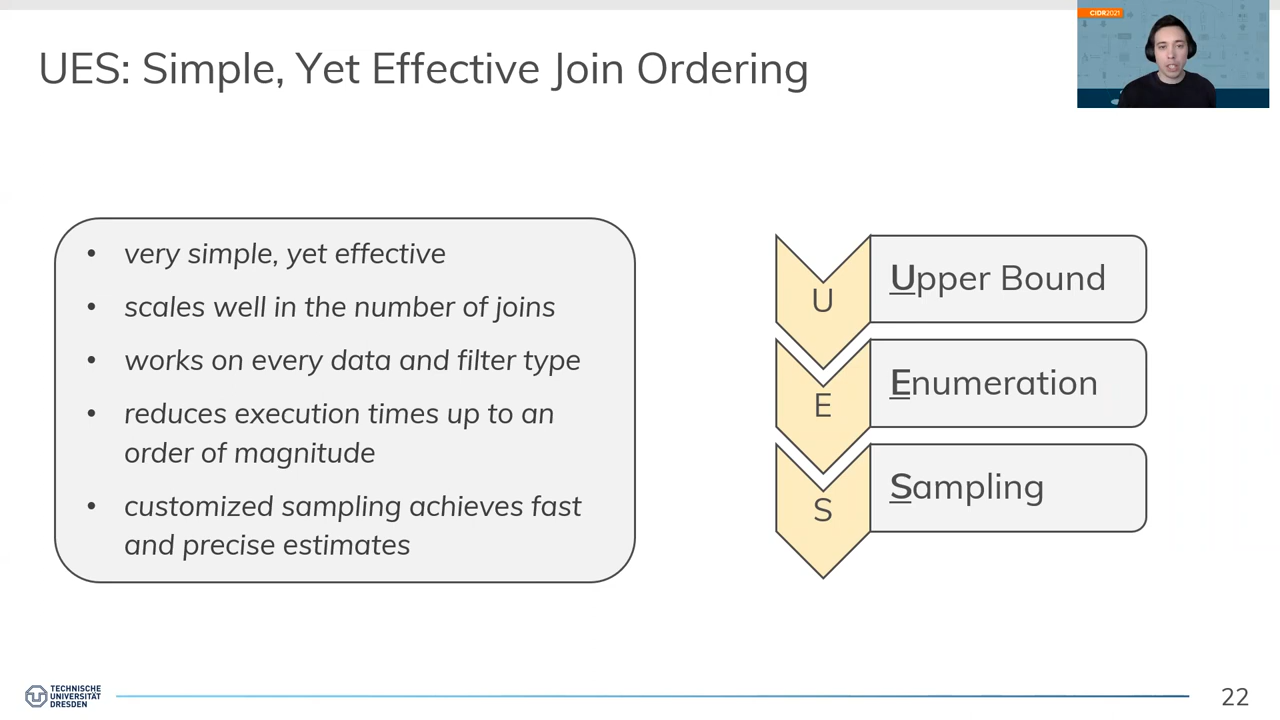 CIDR2021
UES: Simple, Yet Effective Join Ordering
• very simple, yet effective
• scales well in the number of joins
• works on every data and filter type
• reduces execution times up to an
order of magnitude
• customized sampling achieves fast
and precise estimates
U
Upper Bound
E
Enumeration
S
Sampling
TECHNISCHE
UNIVERSITÄT
DRESDEN
22